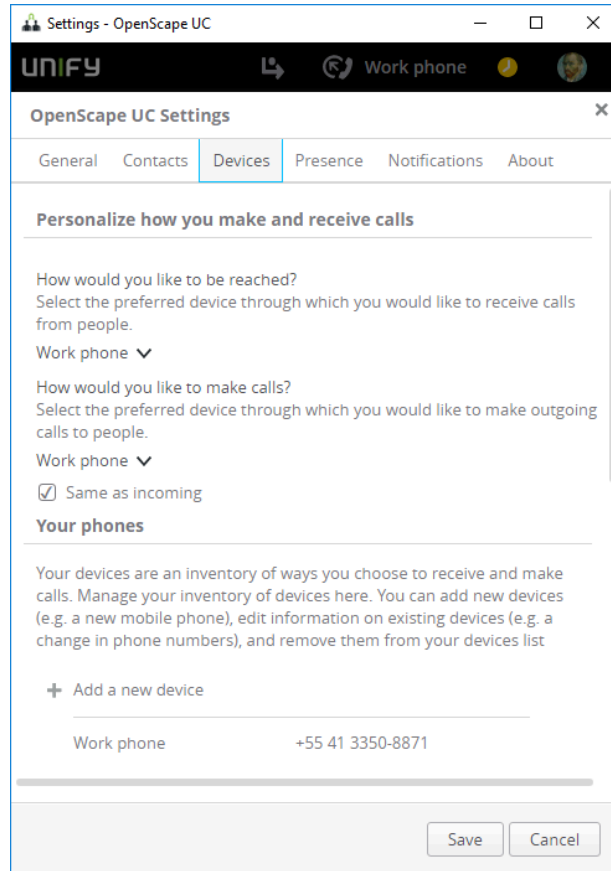 Settings - OpenScape UC
UNIFY
Work phone
OpenScape UC Settings
General Contacts Devices Presence Notifications About
Personalize how you make and receive calls
How would you like to be reached?
Select the preferred device through which you would like to receive calls
from people.
Work phone
How would you like to make calls?
Select the preferred device through which you would like to make outgoing
calls to people.
Work phone
Same as incoming
Your phones
Your devices are an inventory of ways you choose to receive and make
calls. Manage your inventory of devices here. You can add new devices
(e.g. a new mobile phone), edit information on existing devices (e.g. a
change in phone numbers), and remove them from your devices list
Add a new device
Work phone +55 41 3350-8871
Save Cancel